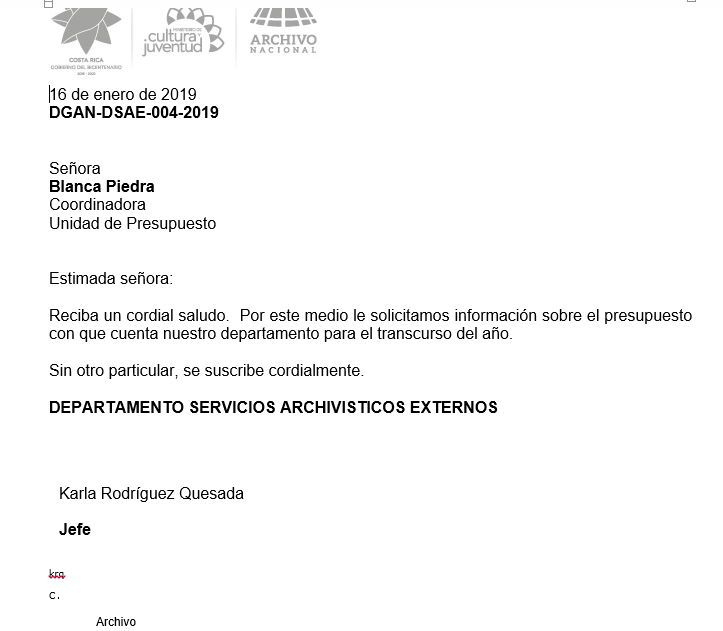 COSTA RICA
GOBIERNO DEL BICENTENARIO
MINISTERIO DE
cultura y
juventud
ARCHIVO
NACIONAL
16 de enero de 2019
DGAN-DSAE-004-2019
Señora
Blanca Piedra
Coordinadora
Unidad de Presupuesto
Estimada señora:
Reciba un cordial saludo.  Por este medio le solicitamos información sobre el presupuesto
con que cuenta nuestro departamento para el transcurso del año.
Sin otro particular, se suscribe cordialmente.
DEPARTAMENTO SERVICIOS ARCHIVISTICOS EXTERNOS
Karla Rodríguez Quesada
Jefe
krq
c.
Archivo